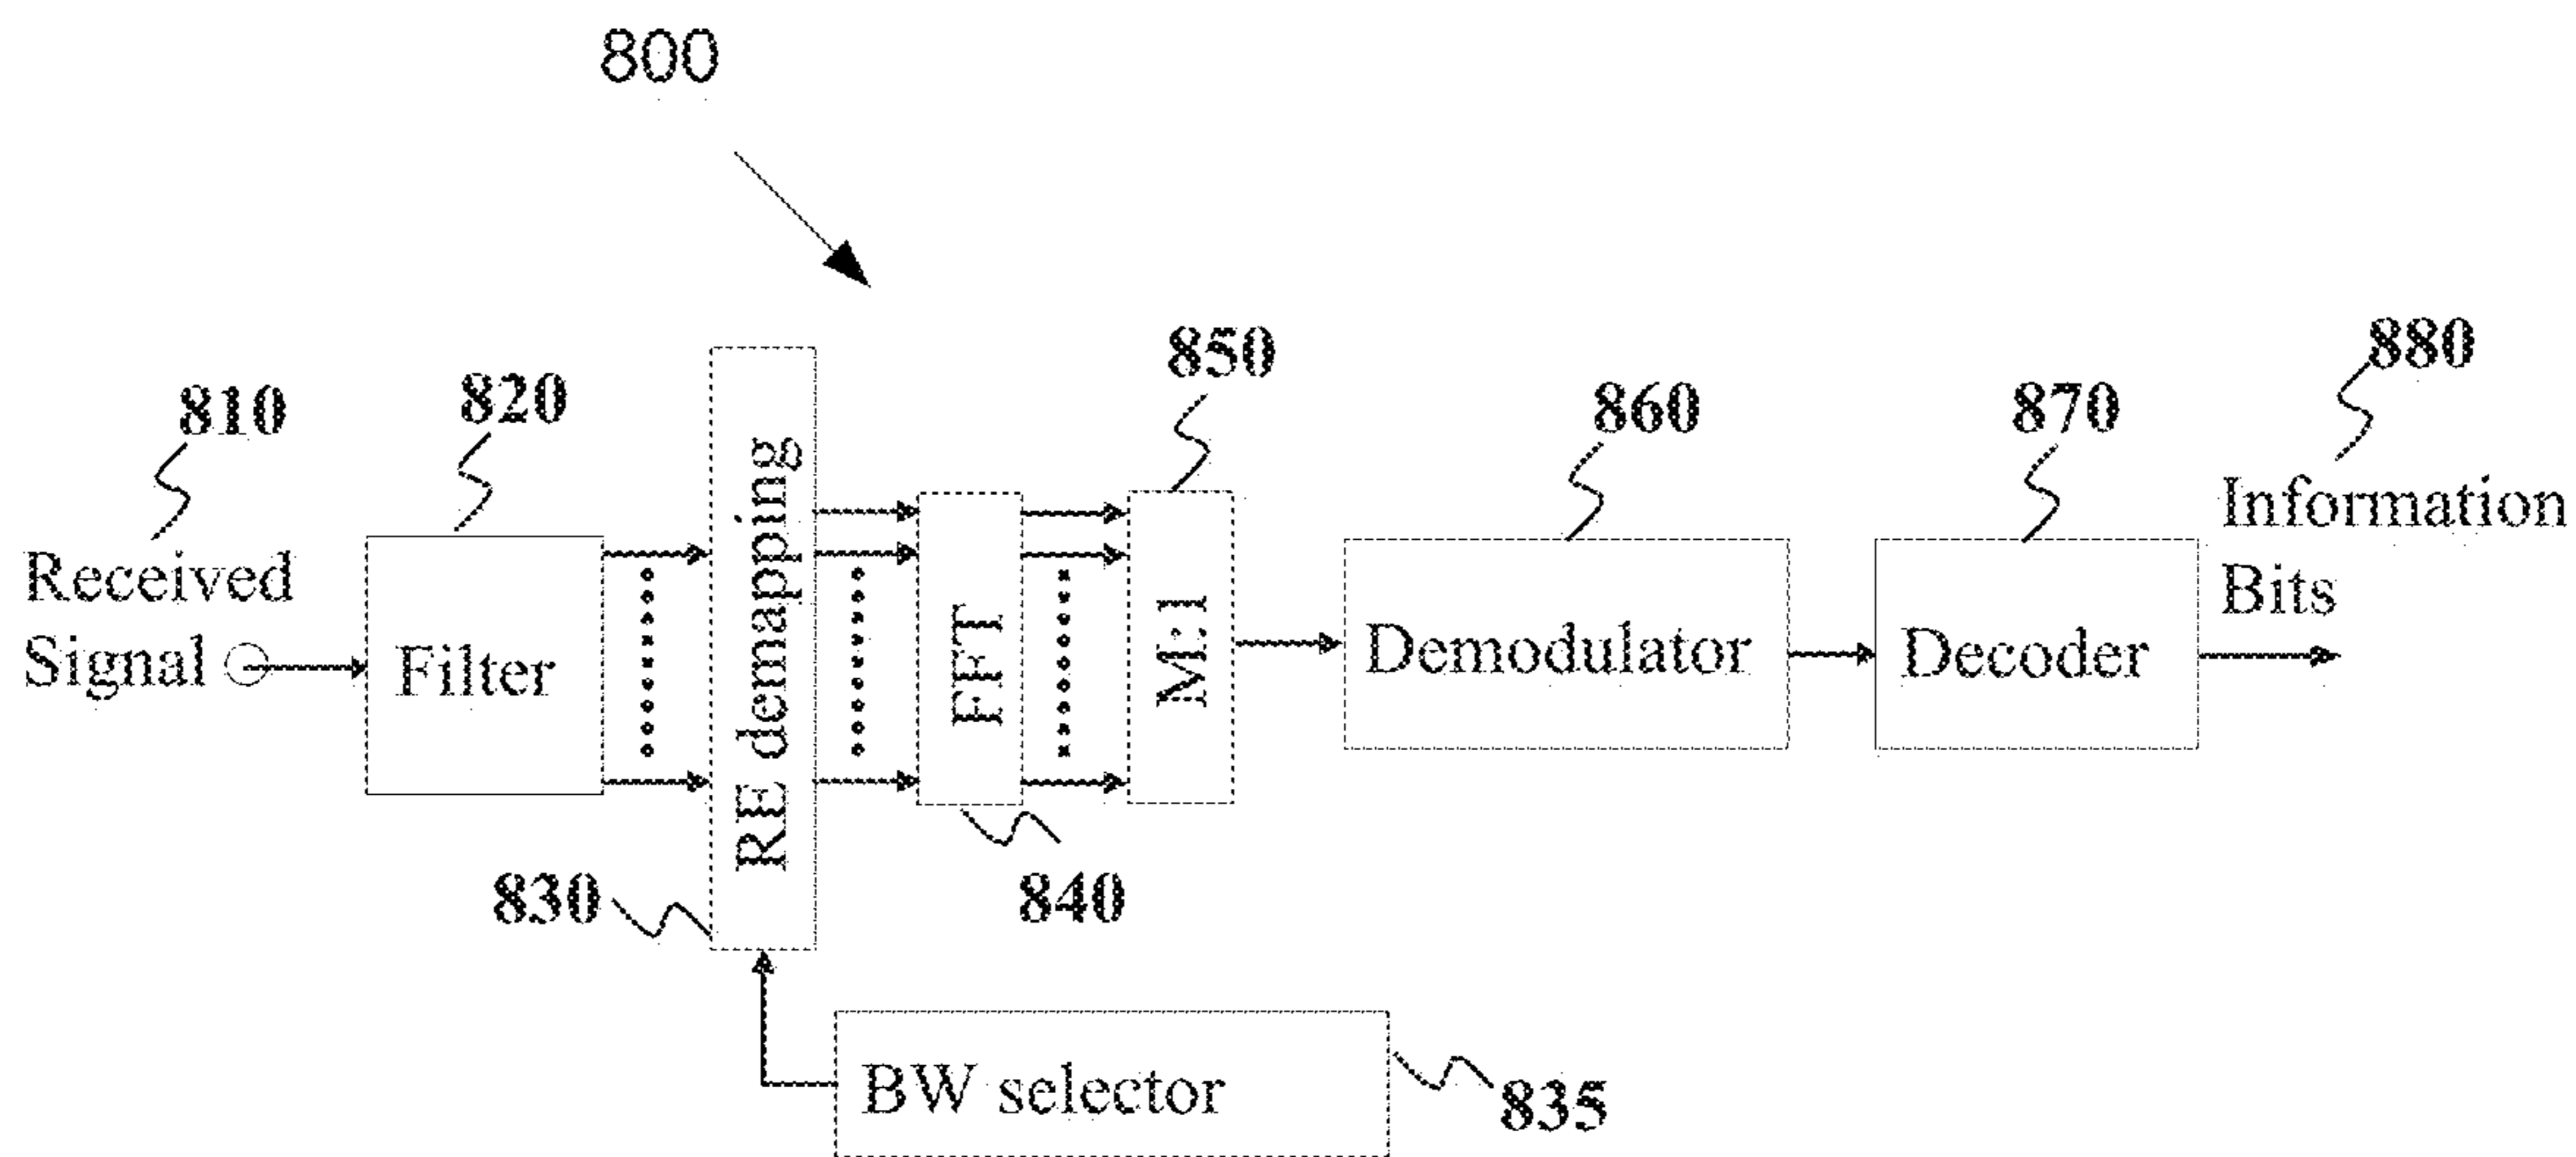 800
810
820
830
835
840
850
860
870
880
Received
Signal
Filter
RE demapping
BW selector
FFT
M:1
Demodulator
Decoder
Information
Bits